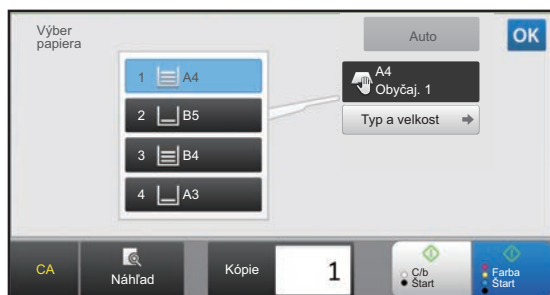 Výber
papiera
Auto
OK
1 A4
2 B5
3 B4
4 A3
A4
Obyčaj. 1
Typ a velkost
CA
Náhľad
Kópie
1
C/b
Štart
Farba
Štart